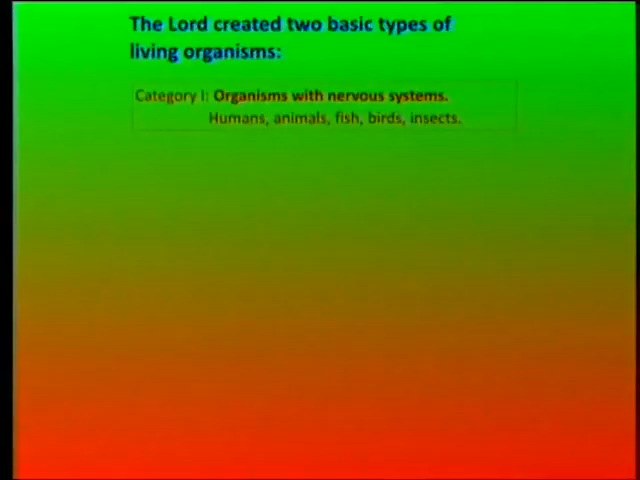 The Lord created two basic types of
living organisms:
Category I: Organisms with nervous systems.
Humans, animals, fish, birds, insects.